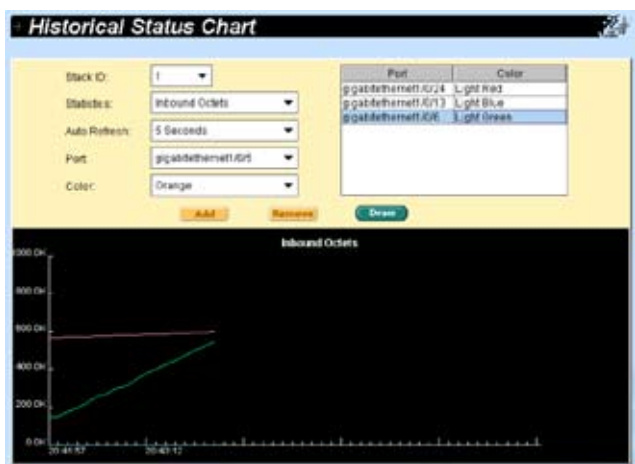 Historical Status Chart
Stack ID: 1
Statistics: Inbound Octets
Auto Refresh: 5 Seconds
Port gigabitethernet1/0/5
Color: Orange
Port Color
gigabitethernet1/0/24 Light Red
gigabitethernet1/0/13 Light Blue
gigabitethernet1/0/6 Light Green
Add Remove Draw
Inbound Octets
1000.0K
800.0K
600.0K
400.0K
200.0K
0.0K
20:41:57 20:43:12